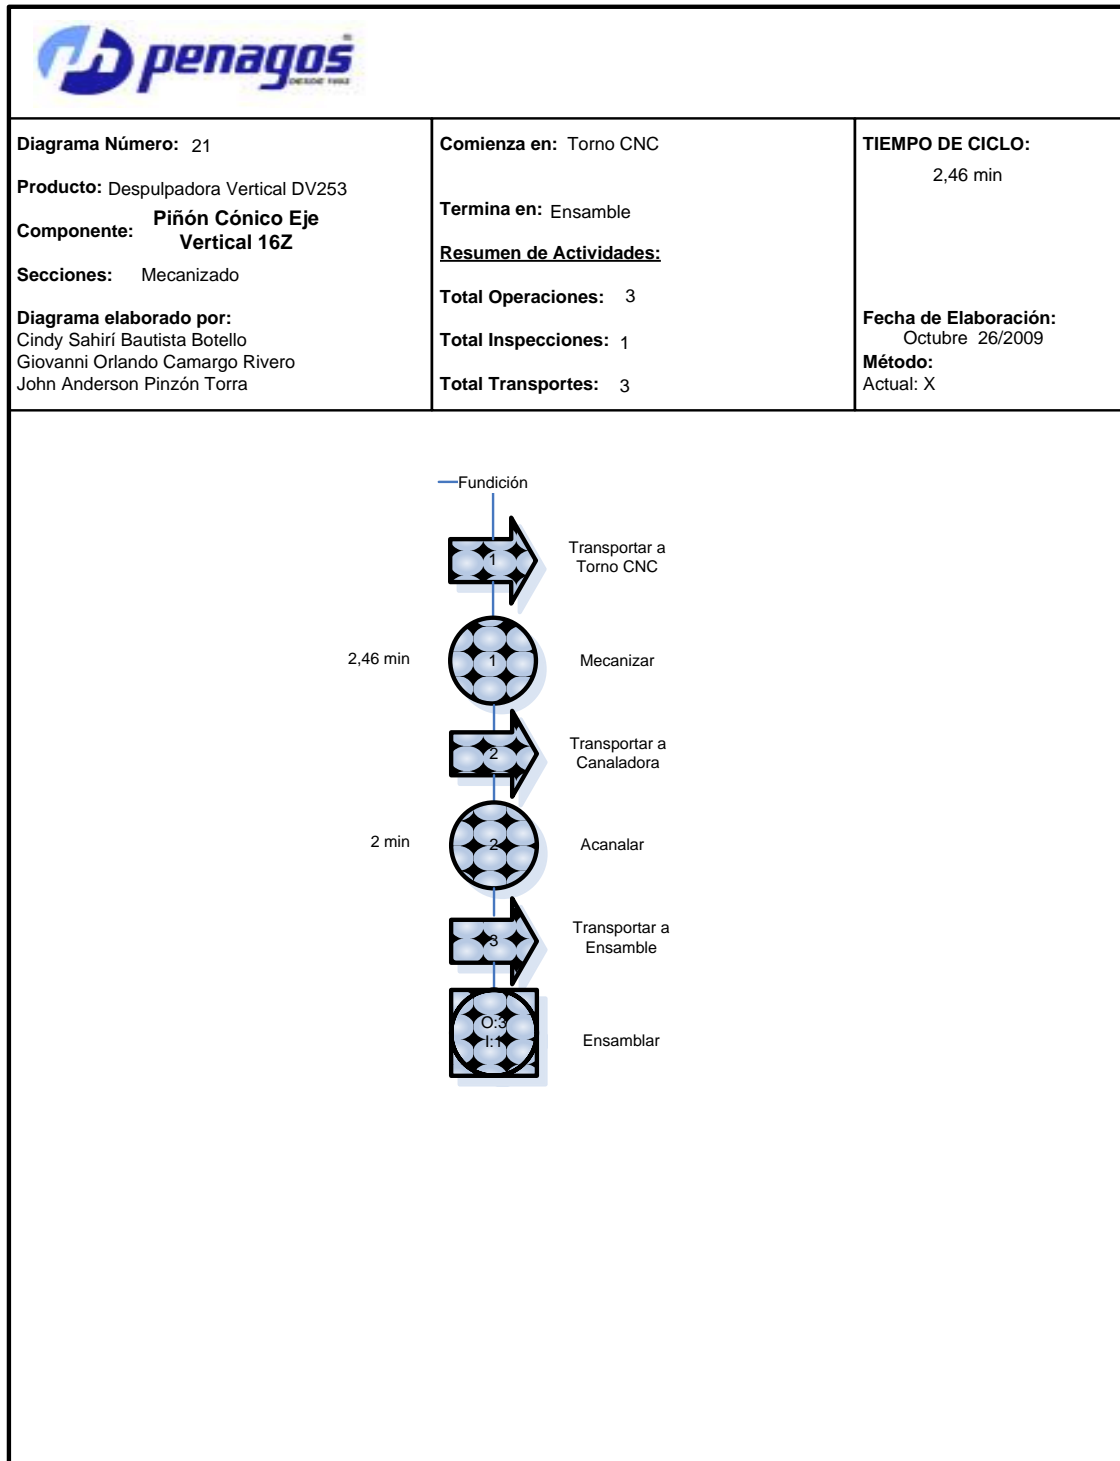 penagos
DESDE 1892
Diagrama Número: 21
Producto: Despulpadora Vertical DV253
Componente: Piñón Cónico Eje
Vertical 16Z
Secciones: Mecanizado
Diagrama elaborado por:
Cindy Sahirí Bautista Botello
Giovanni Orlando Camargo Rivero
John Anderson Pinzón Torra
Comienza en: Torno CNC
Termina en: Ensamble
Resumen de Actividades:
Total Operaciones: 3
Total Inspecciones: 1
Total Transportes: 3
TIEMPO DE CICLO:
2,46 min
Fecha de Elaboración:
Octubre 26/2009
Método:
Actual: X
Fundición
1
Transportar a
Torno CNC
2,46 min
1
Mecanizar
2
Transportar a
Canaladora
2 min
2
Acanalar
3
Transportar a
Ensamble
O:3
I:1
Ensamblar